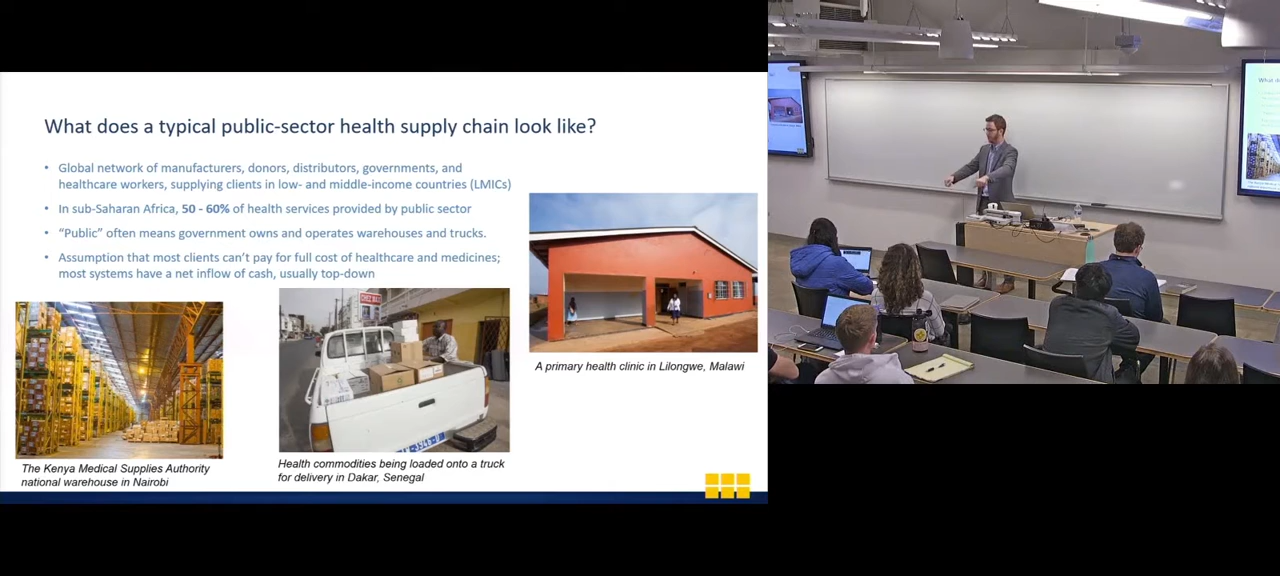 What does a typical public-sector health supply chain look like?
• Global network of manufacturers, donors, distributors, governments, and
healthcare workers, supplying clients in low- and middle-income countries (LMICs)
• In sub-Saharan Africa, 50 - 60% of health services provided by public sector
• “Public” often means government owns and operates warehouses and trucks.
• Assumption that most clients can’t pay for full cost of healthcare and medicines;
most systems have a net inflow of cash, usually top-down
A primary health clinic in Lilongwe, Malawi
The Kenya Medical Supplies Authority
national warehouse in Nairobi
Health commodities being loaded onto a truck
for delivery in Dakar, Senegal
What do